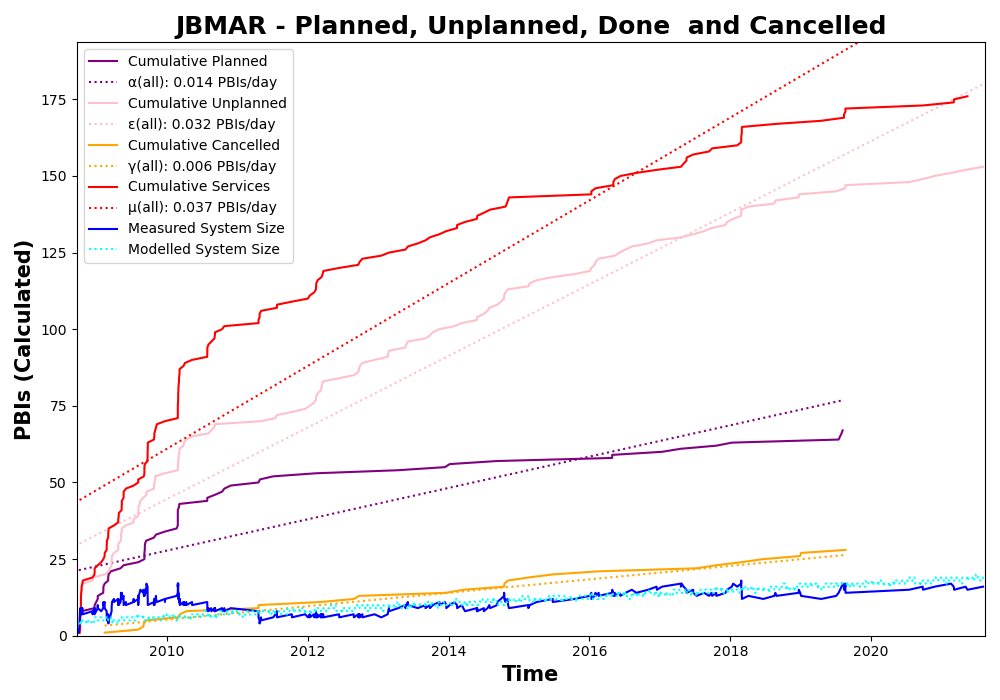 JBMAR - Planned, Unplanned, Done  and Cancelled
Cumulative Planned
α(all): 0.014 PBIs/day
Cumulative Unplanned
ε(all): 0.032 PBIs/day
Cumulative Cancelled
γ(all): 0.006 PBIs/day
Cumulative Services
μ(all): 0.037 PBIs/day
Measured System Size
Modelled System Size
PBIs (Calculated)
175
150
125
100
75
50
25
0
2010 2012 2014 2016 2018 2020
Time